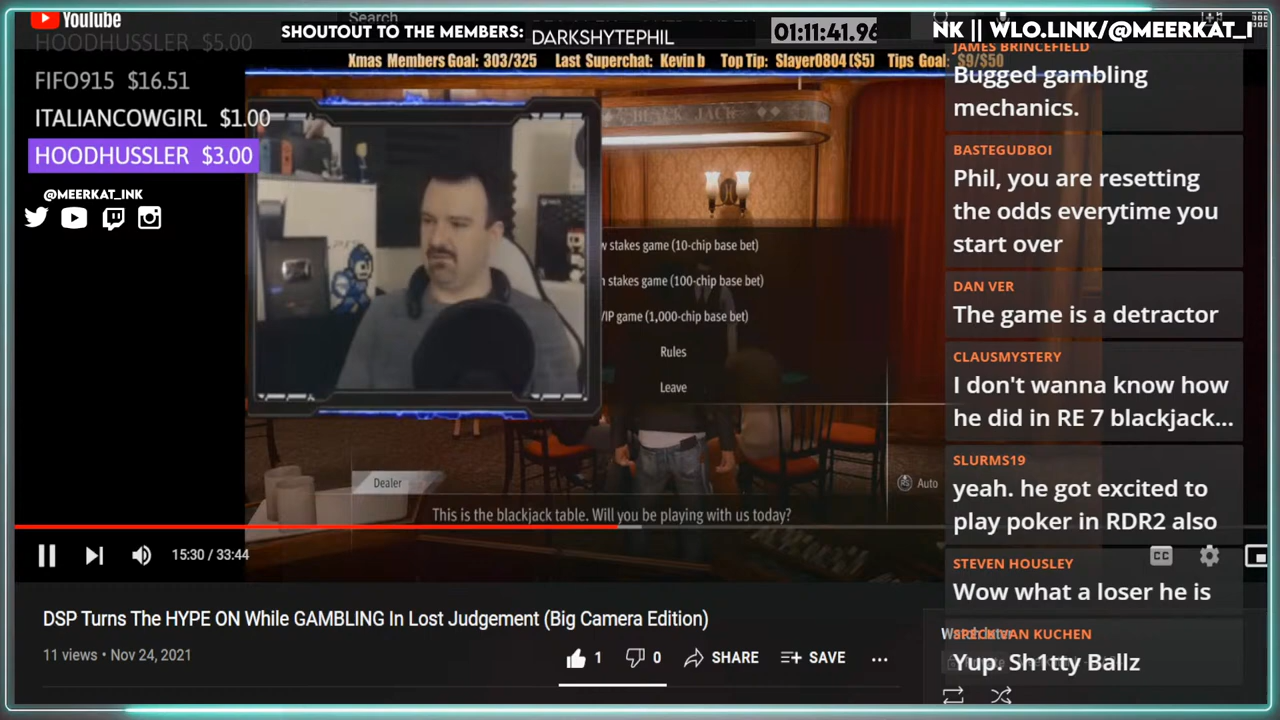 YouTube
Search
SHOUTOUT TO THE MEMBERS: DARKSHYTEPHIL
01:11:41.96
NK || WLO.LINK/@MEERKAT_I
HOODHUSSLER $5.00
FIFO915 $16.51
ITALIANCOWGIRL $1.00
HOODHUSSLER $3.00
@MEERKAT_INK
Xmas Members Goal: 303/325 Last Superchat: Kevin b Top Tip: Slayer0804 ($5) Tips Goal: $9/$50
BLACK JACK
w stakes game (10-chip base bet)
h stakes game (100-chip base bet)
VIP game (1,000-chip base bet)
Rules
Leave
Dealer
Auto
This is the blackjack table. Will you be playing with us today?
15:30 / 33:44
CC
DSP Turns The HYPE ON While GAMBLING In Lost Judgement (Big Camera Edition)
11 views • Nov 24, 2021
1
0
SHARE
SAVE
JAMES BRINCEFIELD
Bugged gambling
mechanics.
BASTEGUDBOI
Phil, you are resetting
the odds everytime you
start over
DAN VER
The game is a detractor
CLAUSMYSTERY
I don't wanna know how
he did in RE 7 blackjack...
SLURMS19
yeah. he got excited to
play poker in RDR2 also
STEVEN HOUSLEY
Wow what a loser he is
VAN KUCHEN
Yup. Sh1tty Ballz